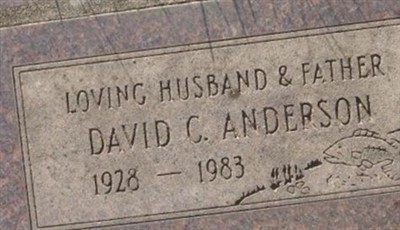 LOVING HUSBAND & FATHER
DAVID C. ANDERSON
1928 — 1983